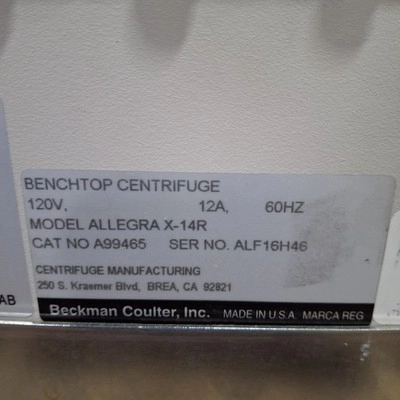 BENCHTOP CENTRIFUGE
120V, 12A, 60HZ
MODEL ALLEGRA X-14R
CAT NO A99465 SER NO. ALF16H46
CENTRIFUGE MANUFACTURING
250 S. Kraemer Blvd, BREA, CA 92821
Beckman Coulter, Inc. MADE IN U.S.A. MARCA REG
AB